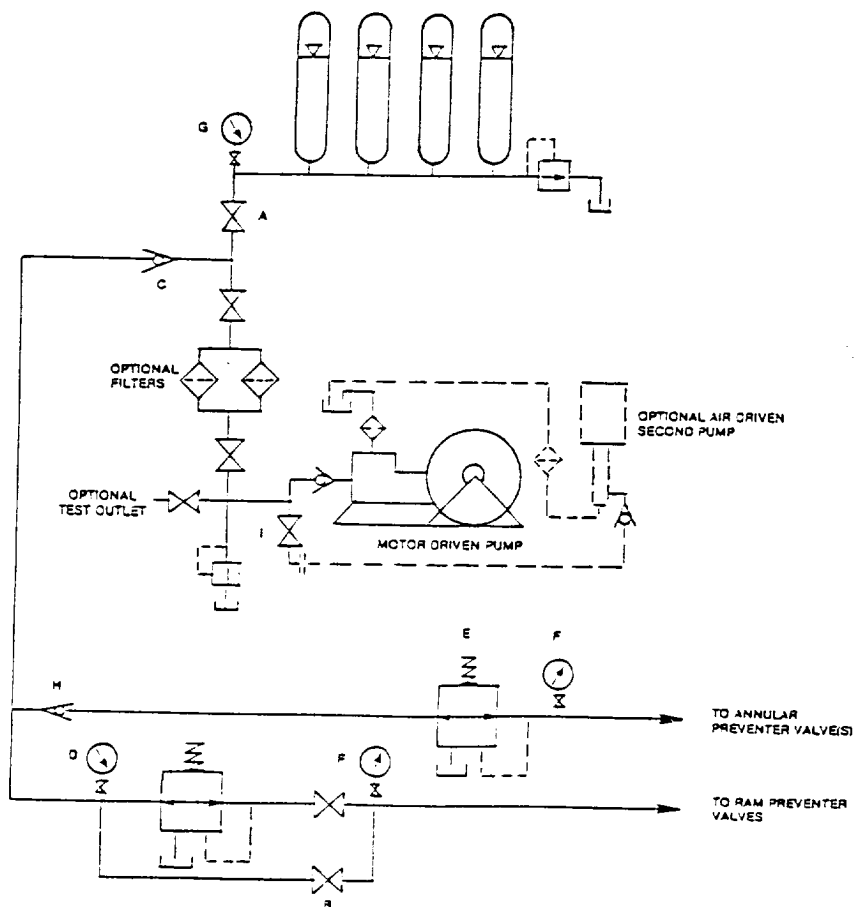 G
A
C
OPTIONAL
FILTERS
OPTIONAL AIR DRIVEN
SECOND PUMP
OPTIONAL
TEST OUTLET
I
MOTOR DRIVEN PUMP
E
F
H
TO ANNULAR
PREVENTER VALVE(S)
D
F
TO RAM PREVENTER
VALVES
B